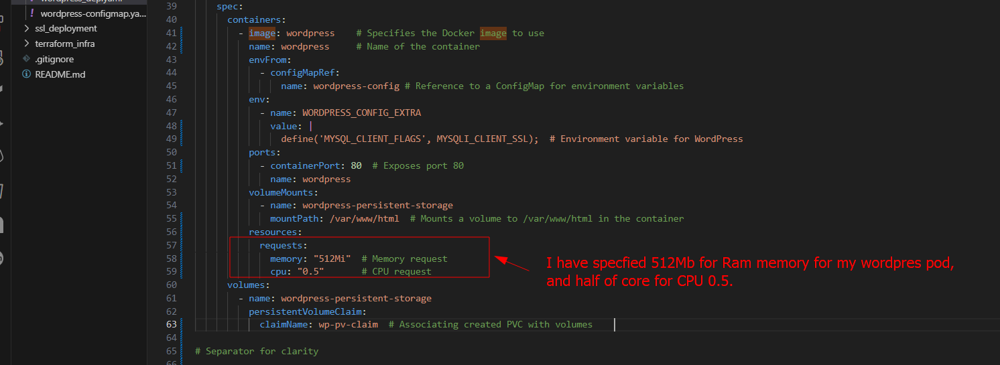 wordpress_depl.yaml
! wordpress-configmap.ya...
> ssl_deployment
> terraform_infra
.gitignore
README.md
39 spec:
40 containers:
41 - image: wordpress # Specifies the Docker image to use
42 name: wordpress # Name of the container
43 envFrom:
44 - configMapRef:
45 name: wordpress-config # Reference to a ConfigMap for environment variables
46 env:
47 - name: WORDPRESS_CONFIG_EXTRA
48 value: |
49 define('MYSQL_CLIENT_FLAGS', MYSQLI_CLIENT_SSL); # Environment variable for WordPress
50 ports:
51 - containerPort: 80 # Exposes port 80
52 name: wordpress
53 volumeMounts:
54 - name: wordpress-persistent-storage
55 mountPath: /var/www/html # Mounts a volume to /var/www/html in the container
56 resources:
57 requests:
58 memory: "512Mi" # Memory request
59 cpu: "0.5" # CPU request
60 volumes:
61 - name: wordpress-persistent-storage
62 persistentVolumeClaim:
63 claimName: wp-pv-claim # Associating created PVC with volumes
64
65 # Separator for clarity
66
I have specfied 512Mb for Ram memory for my wordpres pod,
and half of core for CPU 0.5.